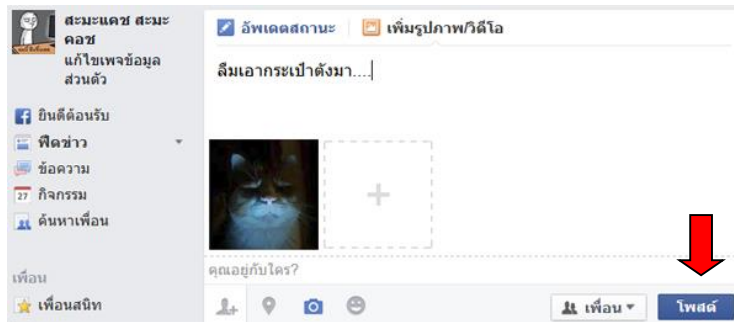 สะมะแคช สะมะ
คอช
แก้ไขเพจข้อมูล
ส่วนตัว
ยินดีต้อนรับ
ฟีดข่าว
ข้อความ
27 กิจกรรม
ค้นหาเพื่อน
เพื่อน
เพื่อนสนิท
อัพเดตสถานะ เพิ่มรูปภาพ/วิดีโอ
ลืมเอากระเป๋าตังมา....
คุณอยู่กับใคร?
เพื่อน โพสต์